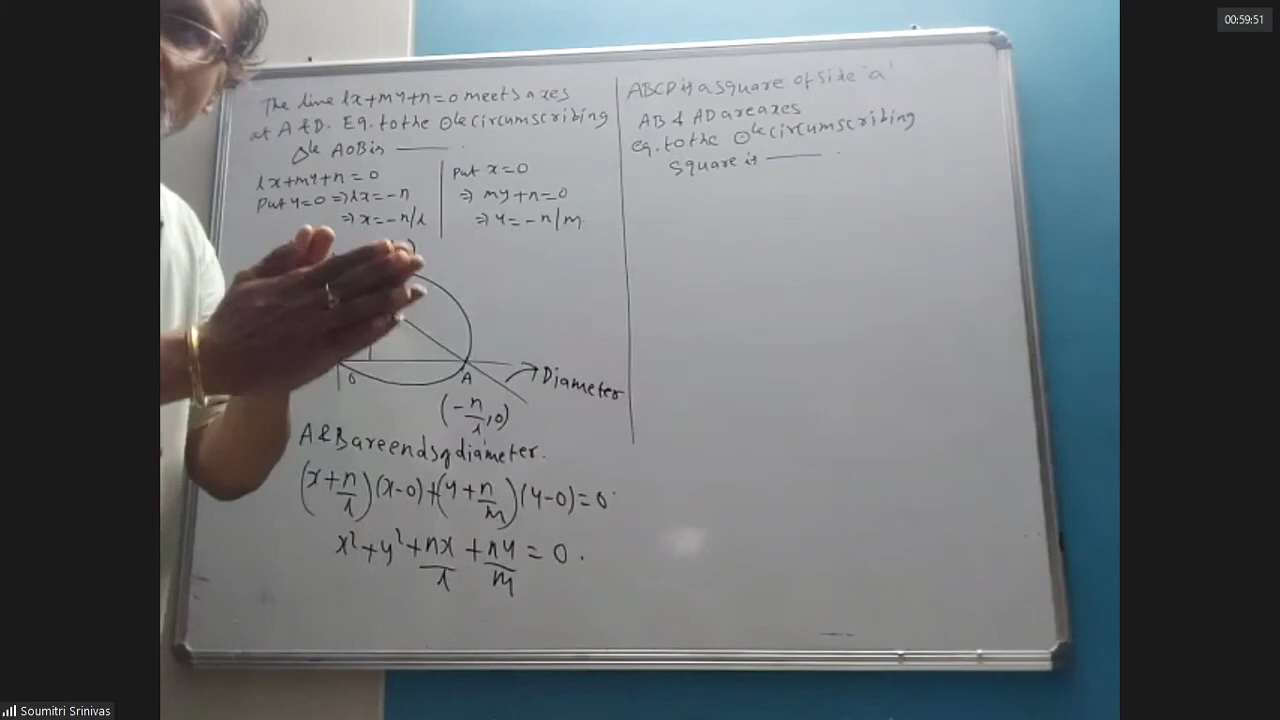 00:59:51
The line lx+my+n=0 meets axes
at A & D. Eq. to the ⊙le circumscribing
Δle AOB is ———.
lx+my+n=0
Put y=0 ⇒ lx=-n
⇒ x=-n/l
Put x=0
⇒ my+n=0
⇒ y=-n/m.
0
A
Diameter
(-n/l,0)
A & B are ends of diameter.
(x+n/l)(x-0)+(y+n/m)(y-0)=0
x²+y²+nx/l+ny/m=0.
ABCD is a square of side 'a'
AB & AD are axes
eq. to the ⊙le circumscribing
square is ———.
Soumitri Srinivas